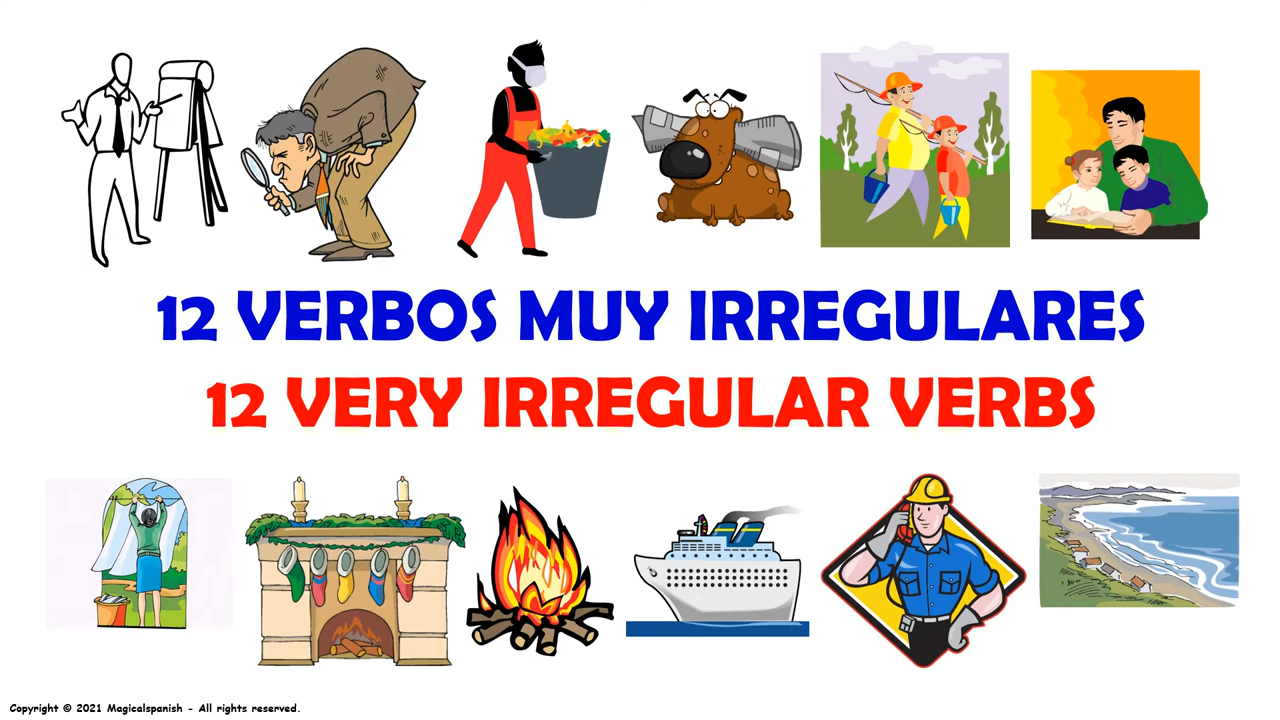 12 VERBOS MUY IRREGULARES
12 VERY IRREGULAR VERBS
Copyright © 2021 Magicalspanish - All rights reserved.